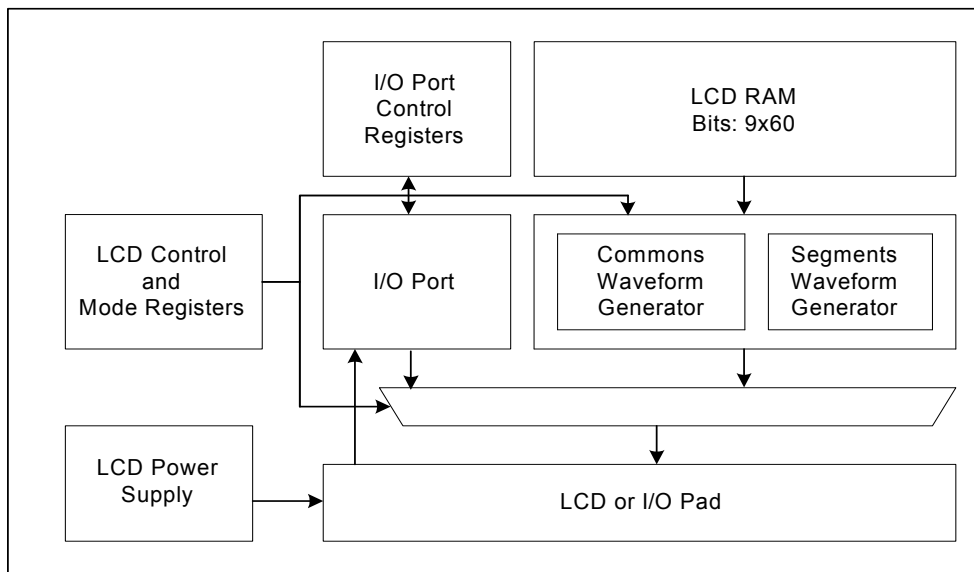 I/O Port
Control
Registers
LCD RAM
Bits: 9x60
LCD Control
and
Mode Registers
I/O Port
Commons
Waveform
Generator
Segments
Waveform
Generator
LCD Power
Supply
LCD or I/O Pad